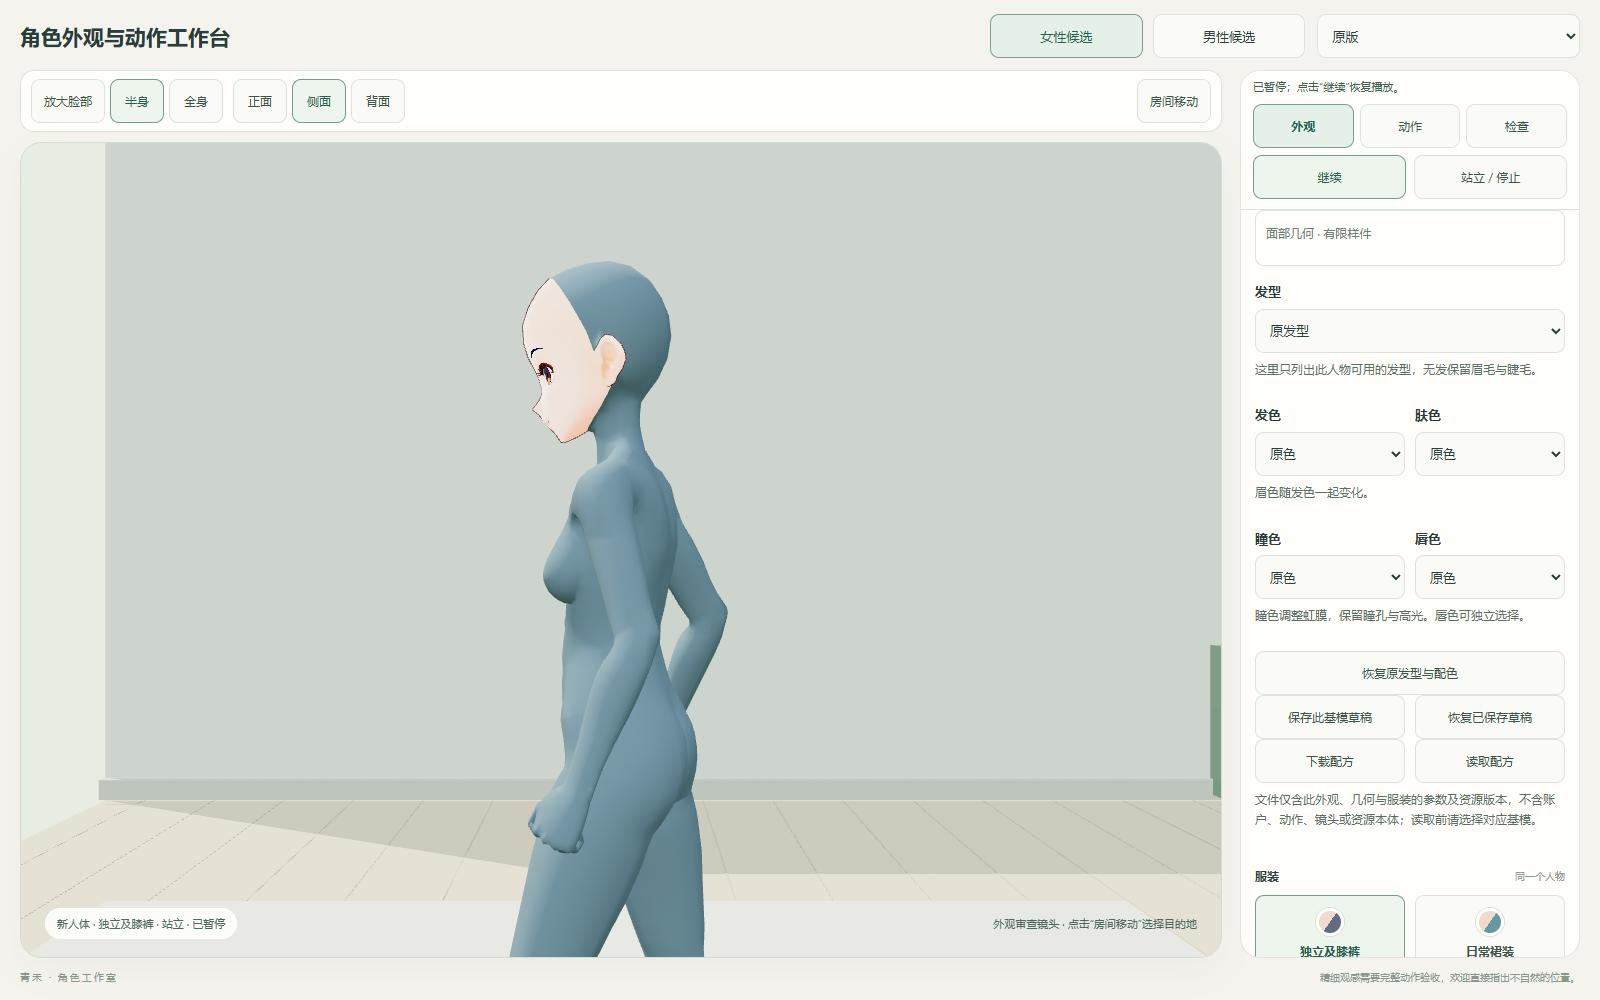 角色外观与动作工作台
女性候选
男性候选
原版
放大脸部
半身
全身
正面
侧面
背面
房间移动
已暂停；点击“继续”恢复播放。
外观
动作
检查
继续
站立 / 停止
面部几何 · 有限样件
发型
原发型
这里只列出此人物可用的发型，无发保留眉毛与睫毛。
发色
肤色
原色
原色
眉色随发色一起变化。
瞳色
唇色
原色
原色
瞳色调整虹膜，保留瞳孔与高光。唇色可独立选择。
恢复原发型与配色
保存此基模草稿
恢复已保存草稿
下载配方
读取配方
文件仅含此外观、几何与服装的参数及资源版本，不含账
户、动作、镜头或资源本体；读取前请选择对应基模。
服装
同一个人物
独立及膝裤
日常裙装
新人体 · 独立及膝裤 · 站立 · 已暂停
外观审查镜头 · 点击“房间移动”选择目的地
青禾 · 角色工作室
精细观感需要完整动作验收，欢迎直接指出不自然的位置。